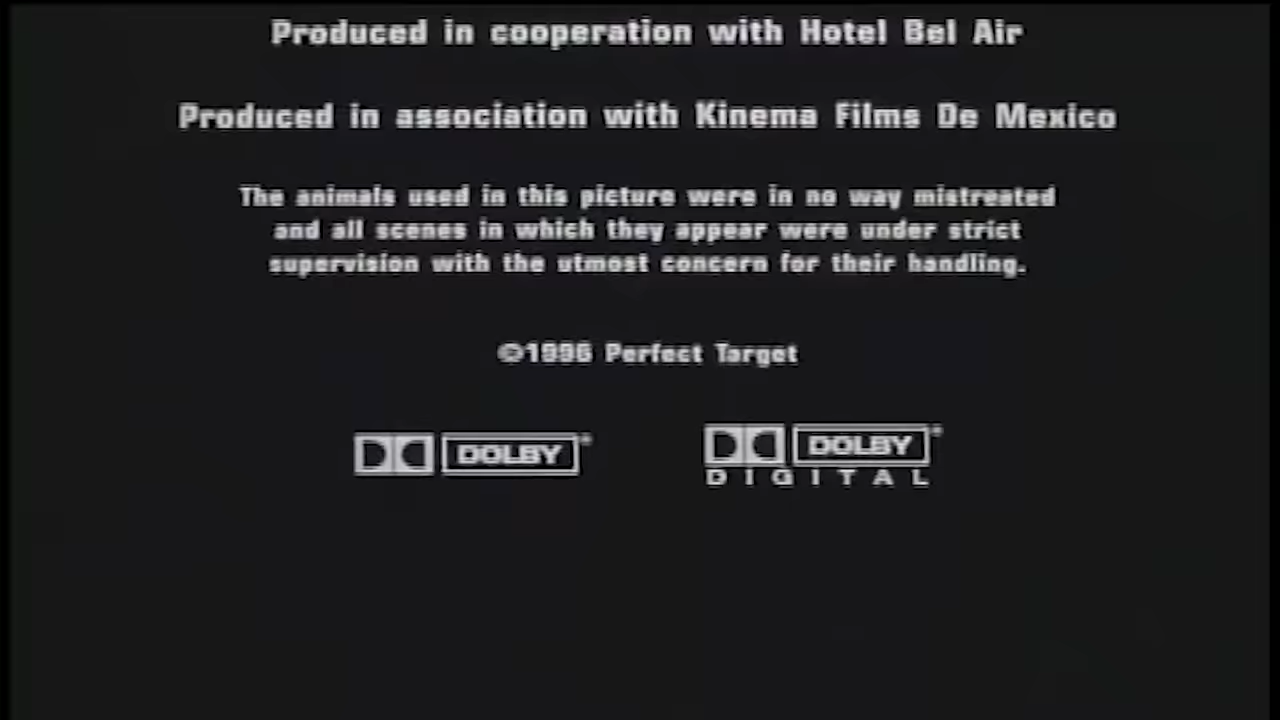 Produced in cooperation with Hotel Bel Air
Produced in association with Kinema Films De Mexico
The animals used in this picture were in no way mistreated
and all scenes in which they appear were under strict
supervision with the utmost concern for their handling.
©1996 Perfect Target
DOLBY DOLBY
DIGITAL